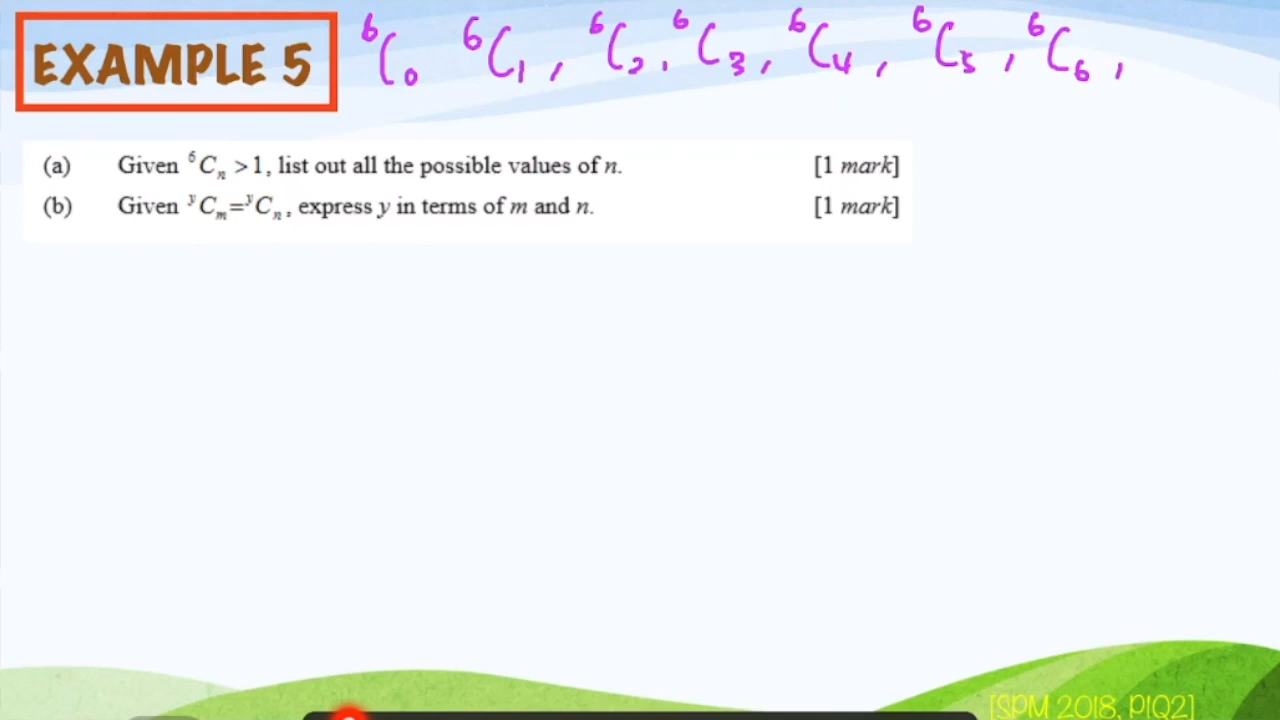 EXAMPLE 5
⁶C₀ ⁶C₁ , ⁶C₂ , ⁶C₃ , ⁶C₄ , ⁶C₅ , ⁶C₆ ,
(a) Given ⁶Cₙ > 1, list out all the possible values of n. [1 mark]
(b) Given ʸCₘ=ʸCₙ , express y in terms of m and n. [1 mark]
[SPM 2018, P1Q2]